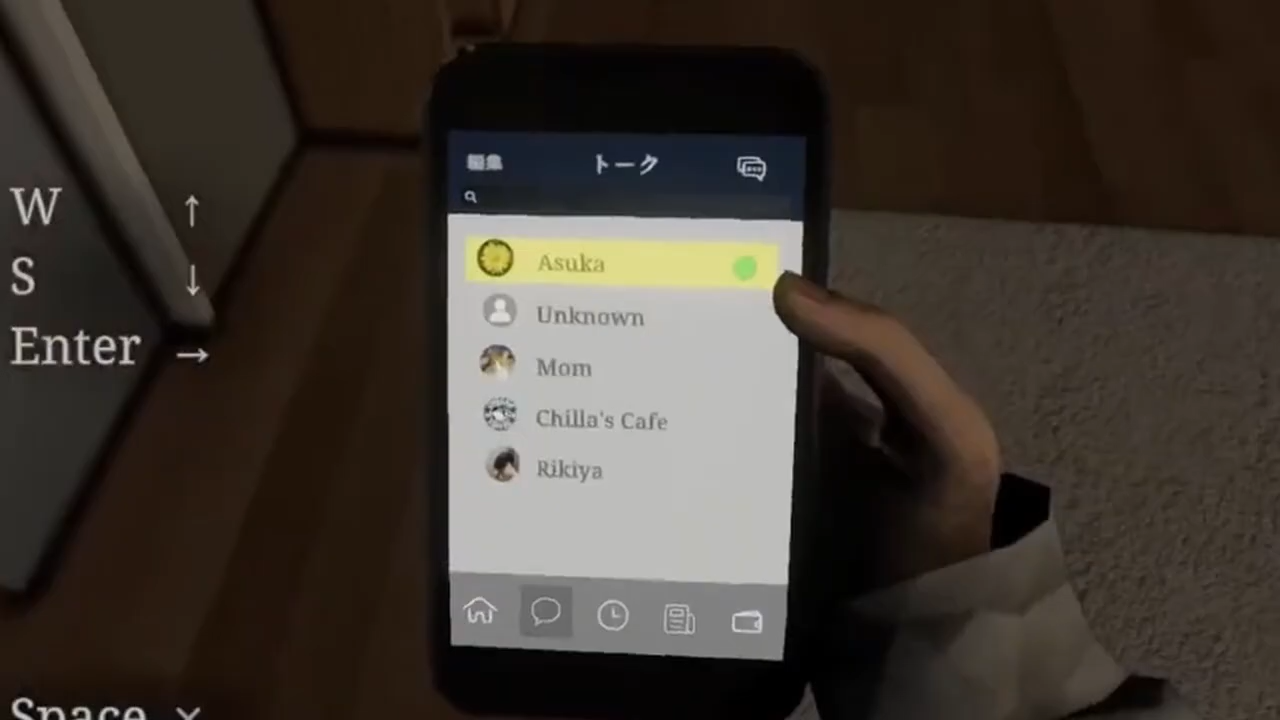 編集 トーク
Asuka
Unknown
Mom
Chilla's Cafe
Rikiya
W ↑
S ↓
Enter →
Space ×